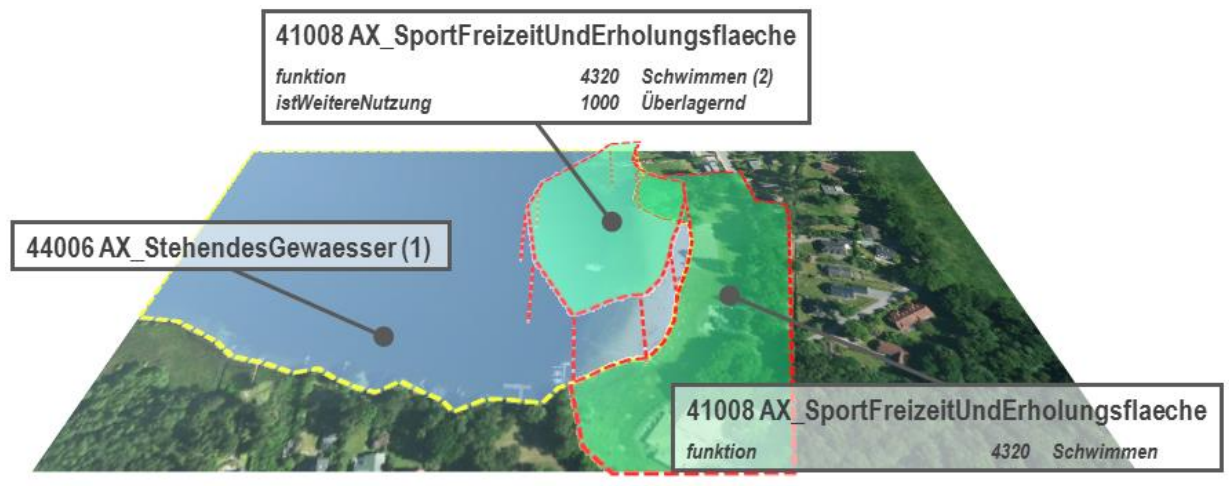 41008 AX_SportFreizeitUndErholungsflaeche
funktion 4320 Schwimmen (2)
istWeitereNutzung 1000 Überlagernd
44006 AX_StehendesGewaesser (1)
41008 AX_SportFreizeitUndErholungsflaeche
funktion 4320 Schwimmen